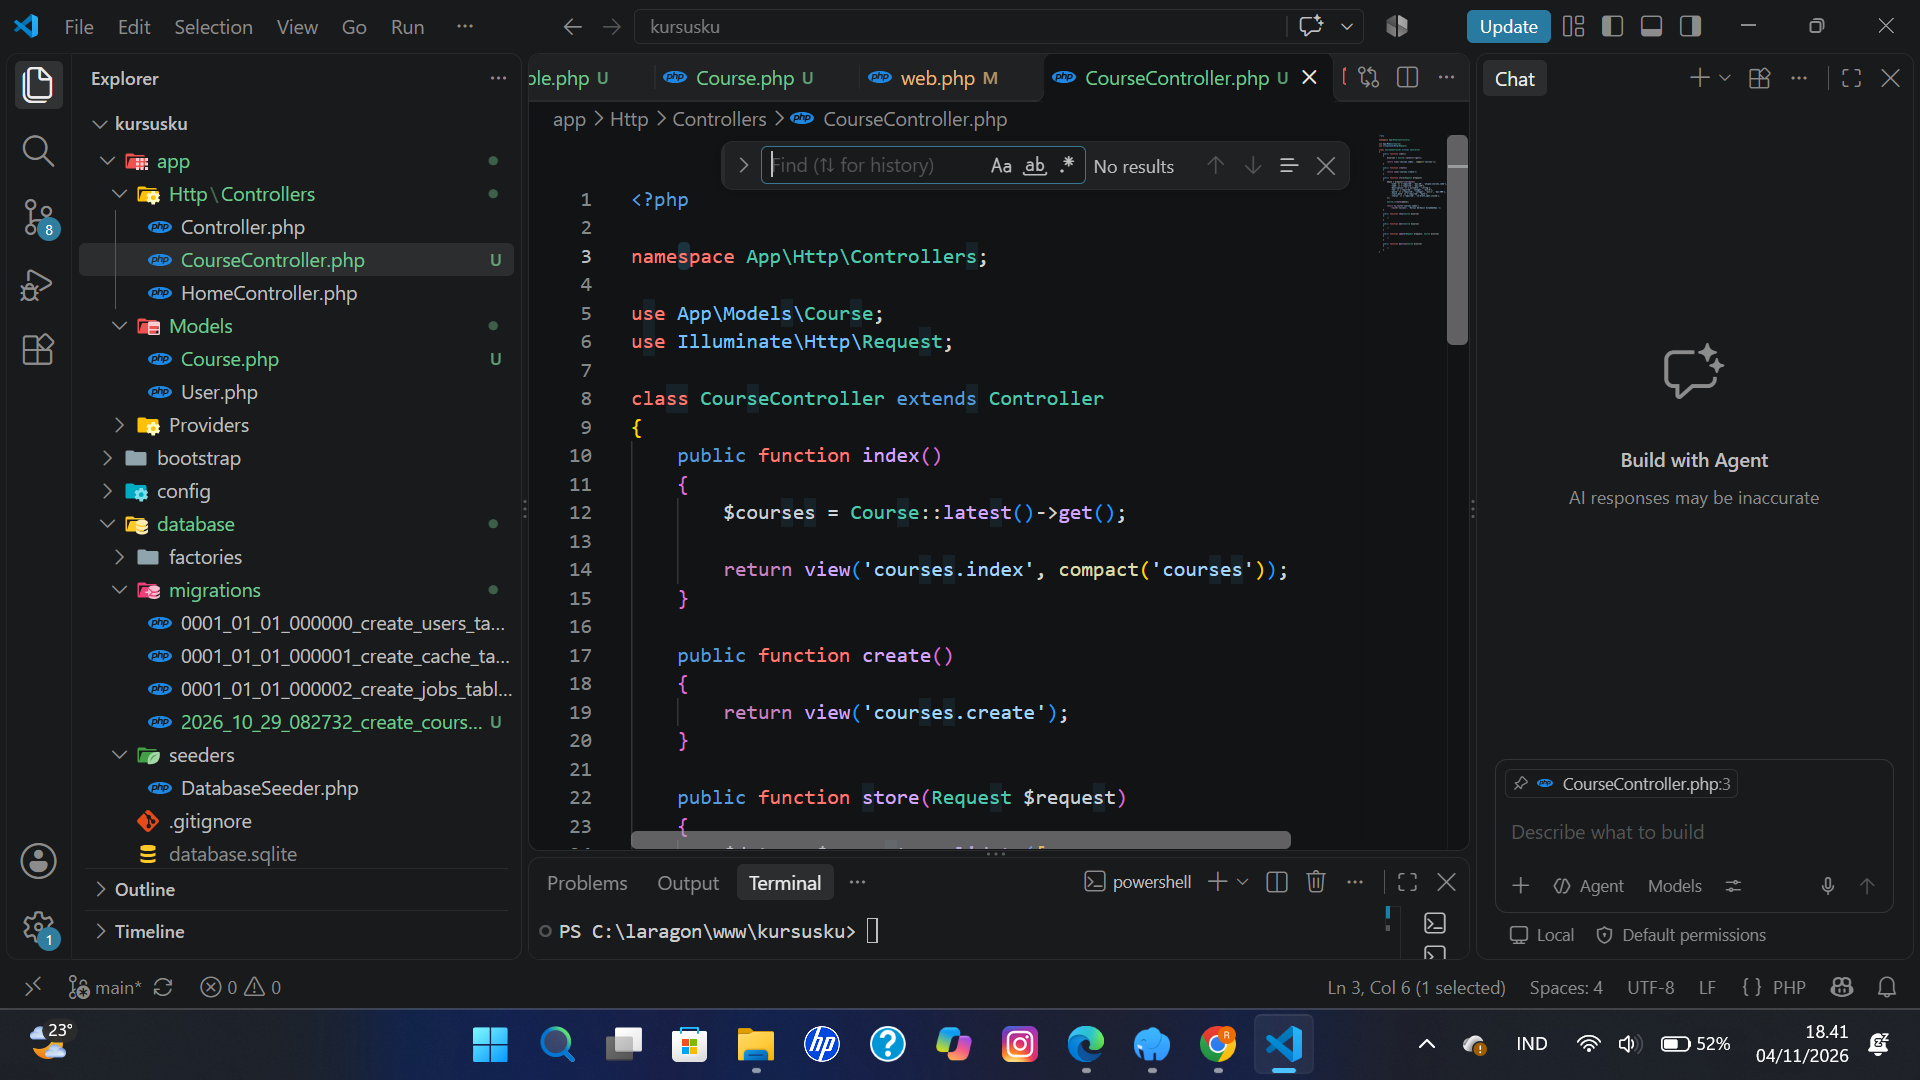 File Edit Selection View Go Run ···
kursusku
Update
Explorer
kursusku
app
Http\Controllers
Controller.php
CourseController.php U
HomeController.php
Models
Course.php U
User.php
Providers
bootstrap
config
database
factories
migrations
0001_01_01_000000_create_users_ta...
0001_01_01_000001_create_cache_ta...
0001_01_01_000002_create_jobs_tabl...
2026_10_29_082732_create_cours... U
seeders
DatabaseSeeder.php
.gitignore
database.sqlite
Outline
Timeline
8
1
ble.php U Course.php U web.php M CourseController.php U
app > Http > Controllers > CourseController.php
Find (⇅ for history) Aa ab .* No results
1 <?php
2
3 namespace App\Http\Controllers;
4
5 use App\Models\Course;
6 use Illuminate\Http\Request;
7
8 class CourseController extends Controller
9 {
10 public function index()
11 {
12 $courses = Course::latest()->get();
13
14 return view('courses.index', compact('courses'));
15 }
16
17 public function create()
18 {
19 return view('courses.create');
20 }
21
22 public function store(Request $request)
23 {
Problems Output Terminal ···
powershell
PS C:\laragon\www\kursusku>
Chat
Build with Agent
AI responses may be inaccurate
CourseController.php:3
Describe what to build
Agent Models
Local Default permissions
main* 0 0
Ln 3, Col 6 (1 selected) Spaces: 4 UTF-8 LF { } PHP
23°
hp
IND
52%
18.41
04/11/2026